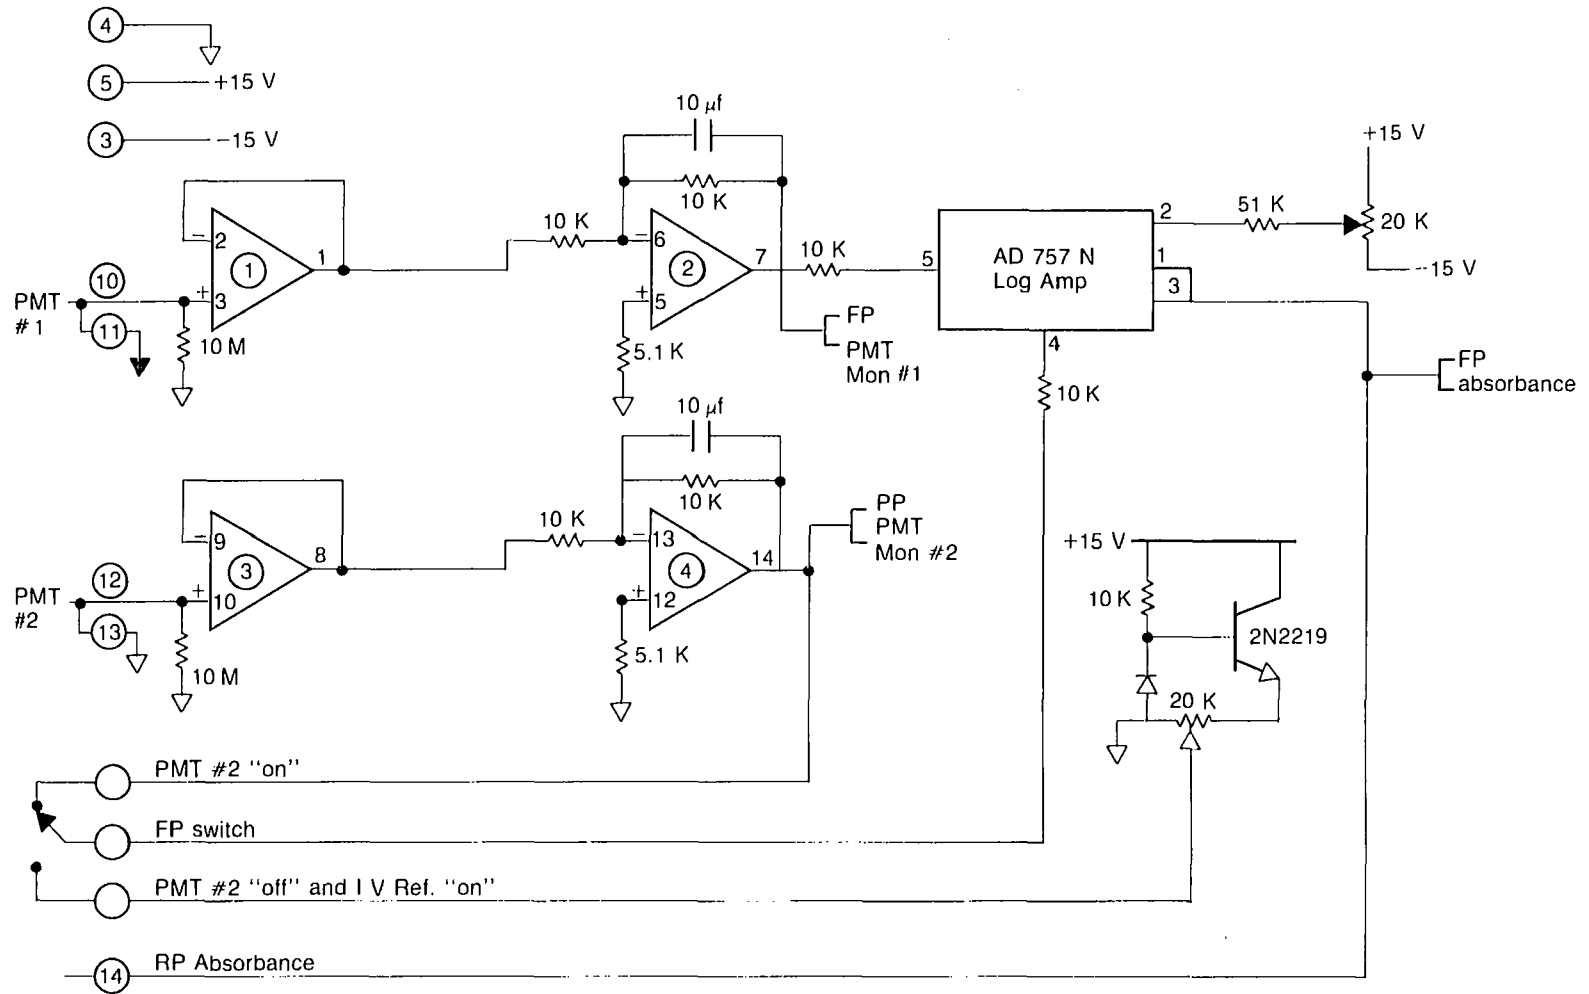 4
5 +15 V
3 −15 V
10 μf
10 K
10 K
− 2
1
1
+ 3
PMT #1
10
11
10 M
− 6
2
7
+ 5
5.1 K
10 K
FP
PMT
Mon #1
5
AD 757 N
Log Amp
2
1
3
4
51 K
+15 V
20 K
−15 V
10 K
FP
absorbance
10 μf
10 K
10 K
− 9
3
8
+ 10
PMT
#2
12
13
10 M
− 13
4
14
+ 12
5.1 K
PP
PMT
Mon #2
+15 V
10 K
2N2219
20 K
PMT #2 "on"
FP switch
PMT #2 "off" and I V Ref. "on"
14 RP Absorbance